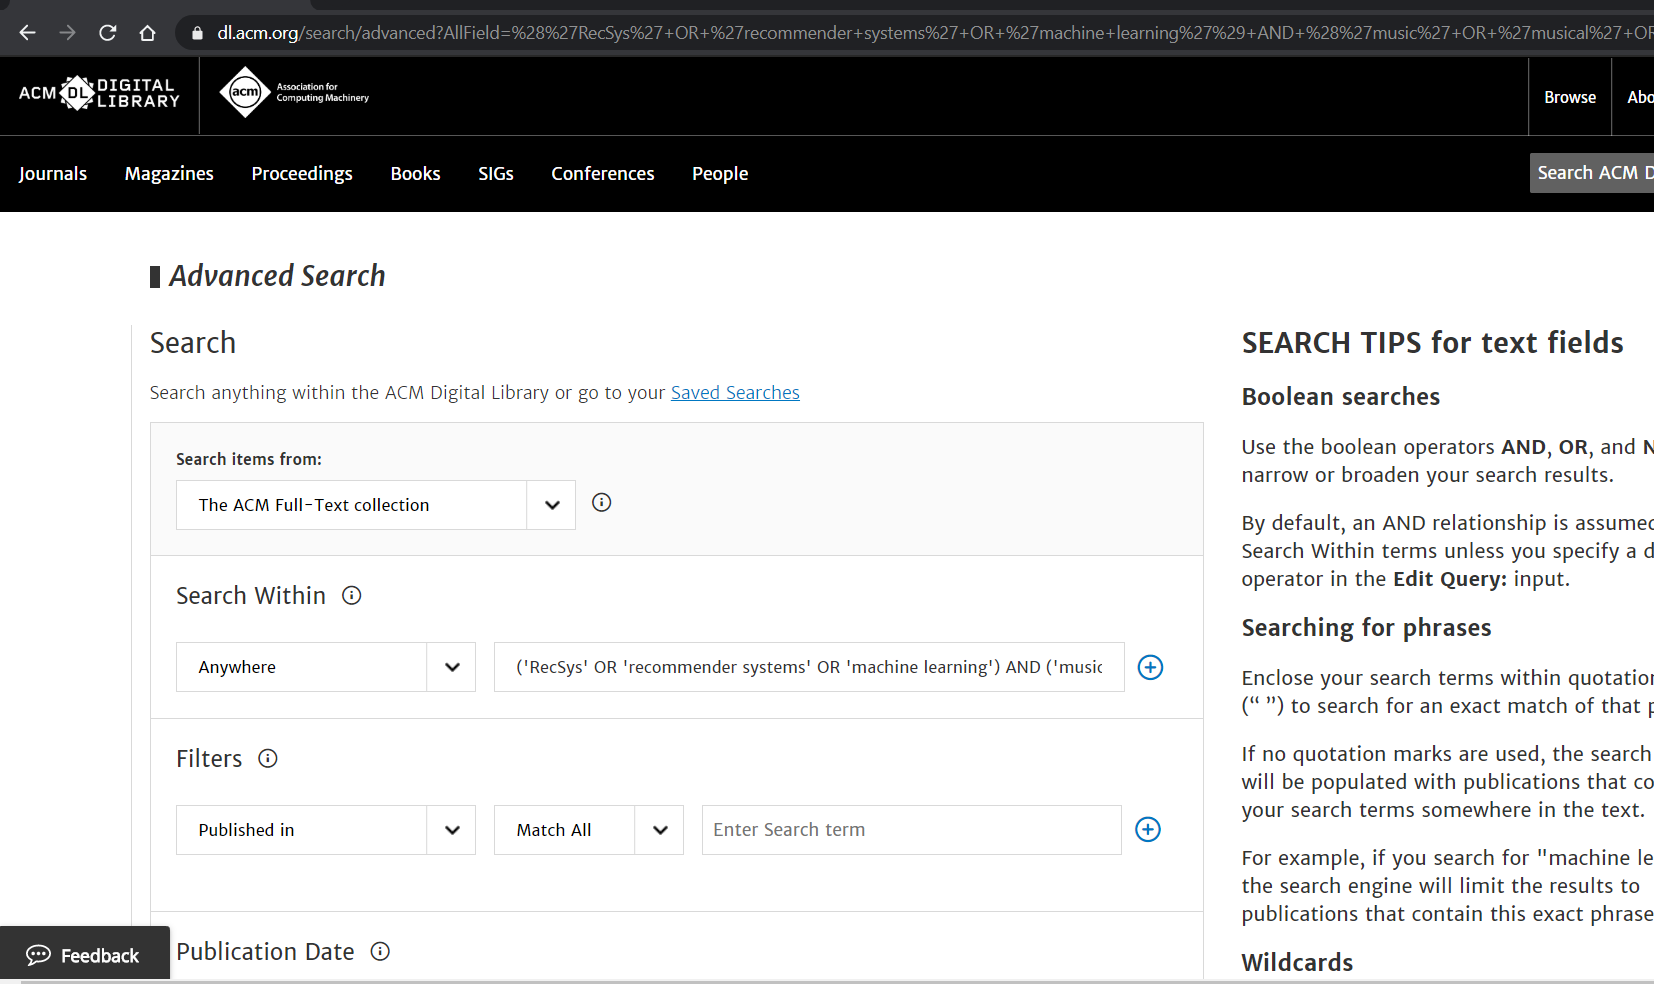 dl.acm.org/search/advanced?AllField=%28%27RecSys%27+OR+%27recommender+systems%27+OR+%27machine+learning%27%29+AND+%28%27music%27+OR+%27musical%27+OR
ACM DL DIGITAL LIBRARY
acm Association for Computing Machinery
Browse
Abo
Journals
Magazines
Proceedings
Books
SIGs
Conferences
People
Search ACM D
Advanced Search
Search
Search anything within the ACM Digital Library or go to your Saved Searches
Search items from:
The ACM Full-Text collection
Search Within
Anywhere
('RecSys' OR 'recommender systems' OR 'machine learning') AND ('music
Filters
Published in
Match All
Enter Search term
Publication Date
Feedback
SEARCH TIPS for text fields
Boolean searches
Use the boolean operators AND, OR, and N
narrow or broaden your search results.
By default, an AND relationship is assumed
Search Within terms unless you specify a d
operator in the Edit Query: input.
Searching for phrases
Enclose your search terms within quotation
(“ ”) to search for an exact match of that p
If no quotation marks are used, the search
will be populated with publications that co
your search terms somewhere in the text.
For example, if you search for "machine le
the search engine will limit the results to
publications that contain this exact phrase
Wildcards